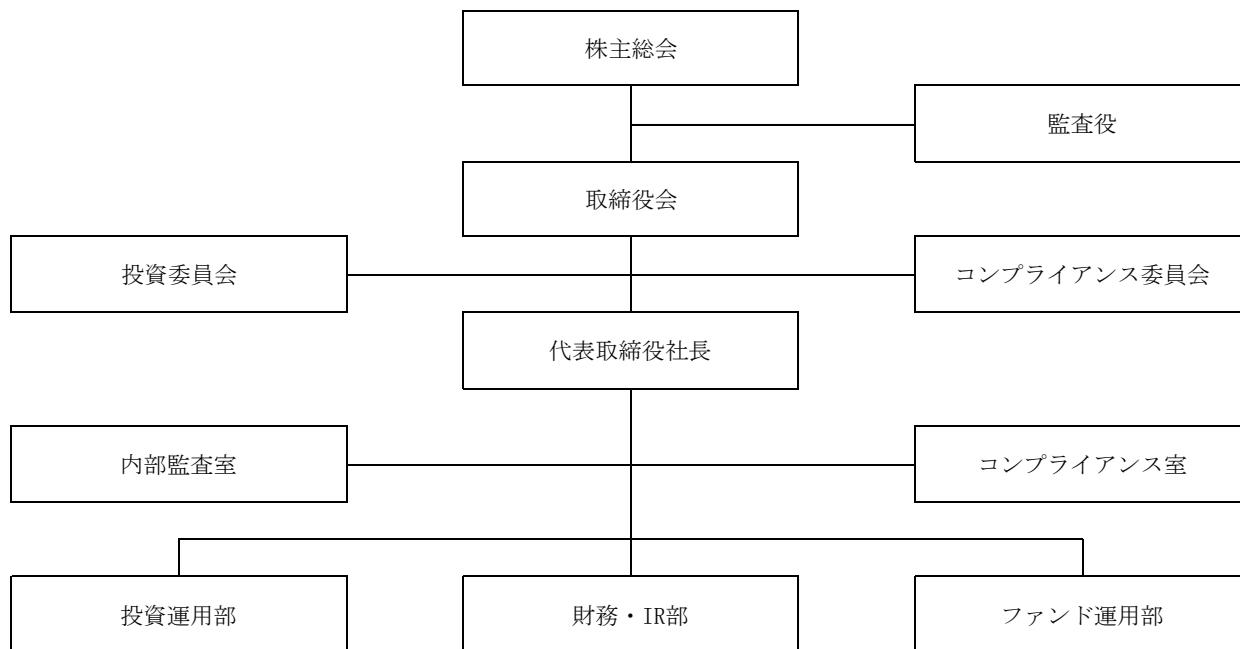 株主総会
監査役
取締役会
投資委員会
コンプライアンス委員会
代表取締役社長
内部監査室
コンプライアンス室
投資運用部
財務・IR部
ファンド運用部